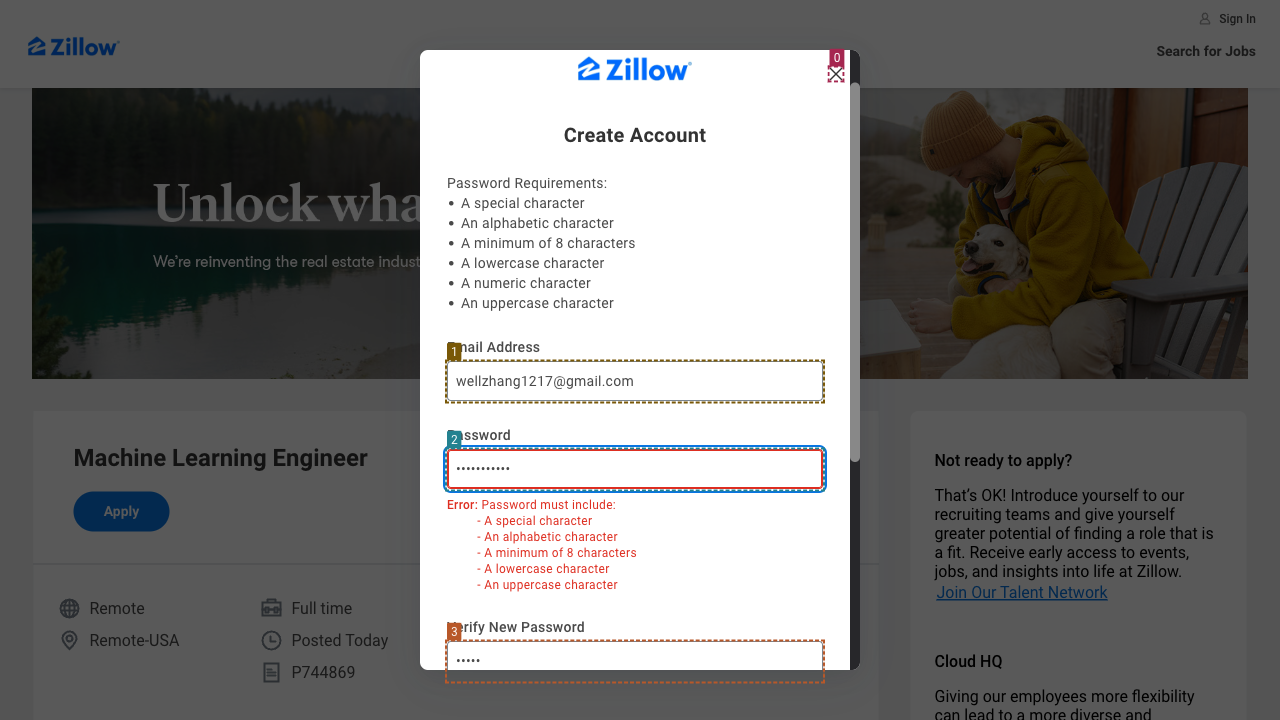 Sign In
Zillow
Search for Jobs
Unlock wha
We're reinventing the real estate indust
0
Zillow
Create Account
Password Requirements:
• A special character
• An alphabetic character
• A minimum of 8 characters
• A lowercase character
• A numeric character
• An uppercase character
1
mail Address
wellzhang1217@gmail.com
2
ssword
•••••••••••
Error: Password must include:
- A special character
- An alphabetic character
- A minimum of 8 characters
- A lowercase character
- An uppercase character
3
erify New Password
•••••
Machine Learning Engineer
Apply
Remote
Full time
Remote-USA
Posted Today
P744869
Not ready to apply?
That's OK! Introduce yourself to our
recruiting teams and give yourself
greater potential of finding a role that is
a fit. Receive early access to events,
jobs, and insights into life at Zillow.
Join Our Talent Network
Cloud HQ
Giving our employees more flexibility
can lead to a more diverse and